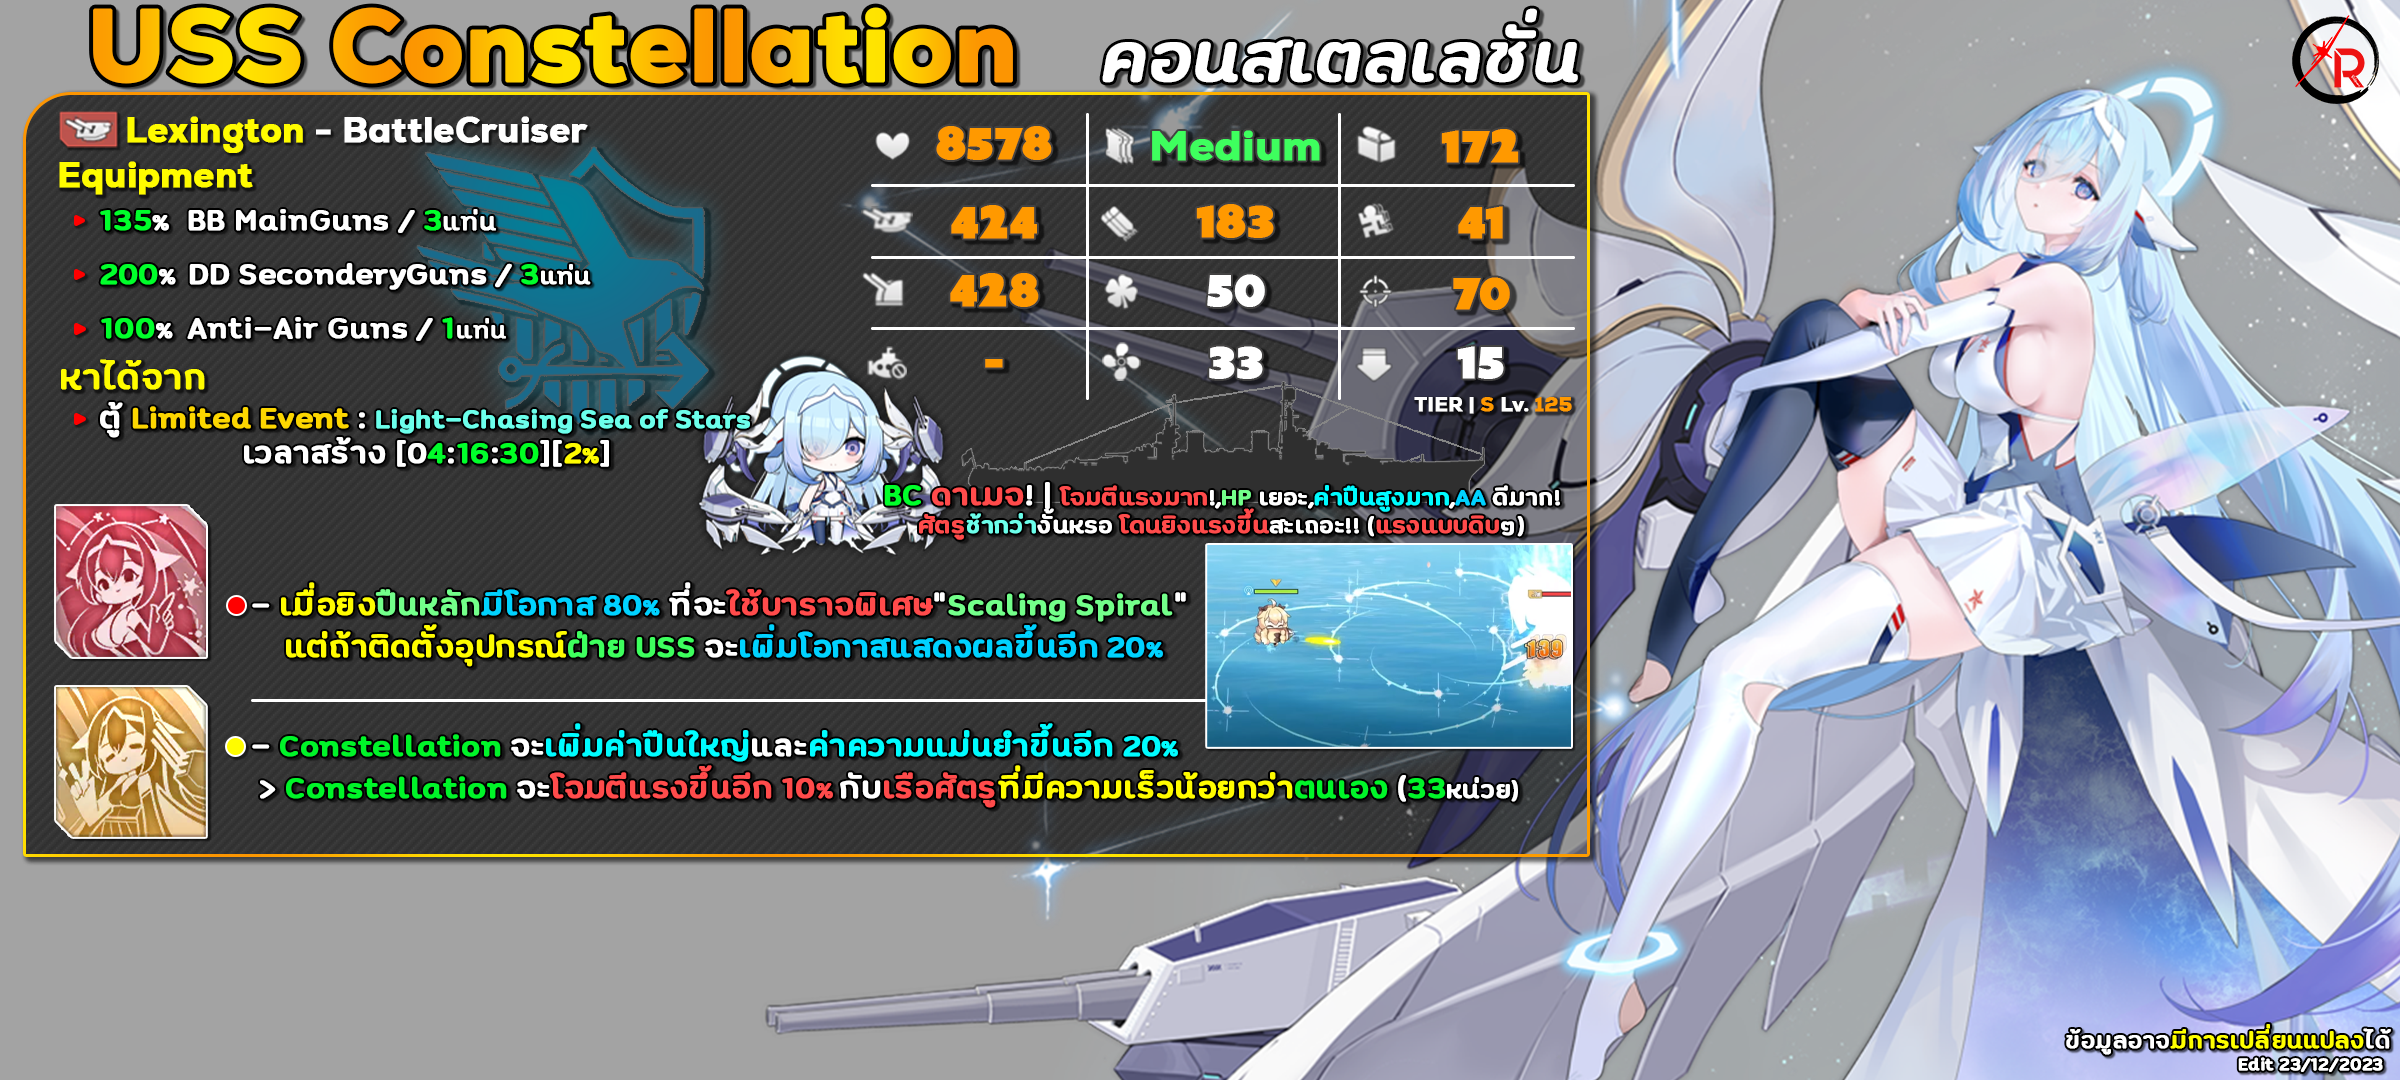 USS Constellation คอนสเตลเลชั่น
Lexington - BattleCruiser
Equipment
135% BB MainGuns / 3แท่น
200% DD SeconderyGuns / 3แท่น
100% Anti-Air Guns / 1แท่น
หาได้จาก
ตู้ Limited Event : Light-Chasing Sea of Stars
เวลาสร้าง [04:16:30][2%]
8578 Medium 172
424 183 41
428 50 70
- 33 15
TIER | S Lv. 125
BC ดาเมจ! | โจมตีแรงมาก!,HP เยอะ,ค่าปืนสูงมาก,AA ดีมาก!
ศัตรูช้ากว่างั้นหรอ โดนยิงแรงขึ้นสะเถอะ!! (แรงแบบดิบๆ)
- เมื่อยิงปืนหลักมีโอกาส 80% ที่จะใช้บาราจพิเศษ"Scaling Spiral"
แต่ถ้าติดตั้งอุปกรณ์ฝ่าย USS จะเพิ่มโอกาสแสดงผลขึ้นอีก 20%
139
- Constellation จะเพิ่มค่าปืนใหญ่และค่าความแม่นยำขึ้นอีก 20%
> Constellation จะโจมตีแรงขึ้นอีก 10% กับเรือศัตรูที่มีความเร็วน้อยกว่าตนเอง (33หน่วย)
R
ข้อมูลอาจมีการเปลี่ยนแปลงได้
Edit 23/12/2023